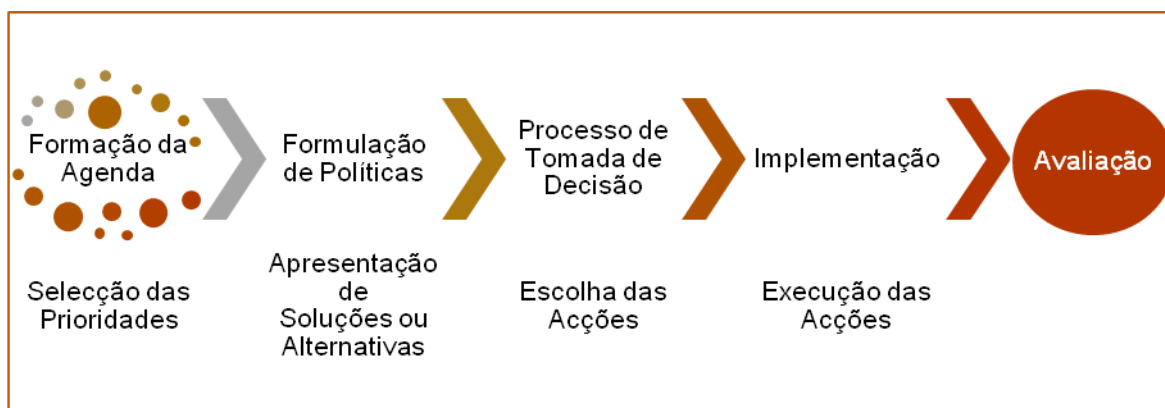 Formação da
Agenda
Formulação
de Políticas
Processo de
Tomada de
Decisão
Implementação
Avaliação
Selecção das
Prioridades
Apresentação
de
Soluções ou
Alternativas
Escolha das
Acções
Execução das
Acções